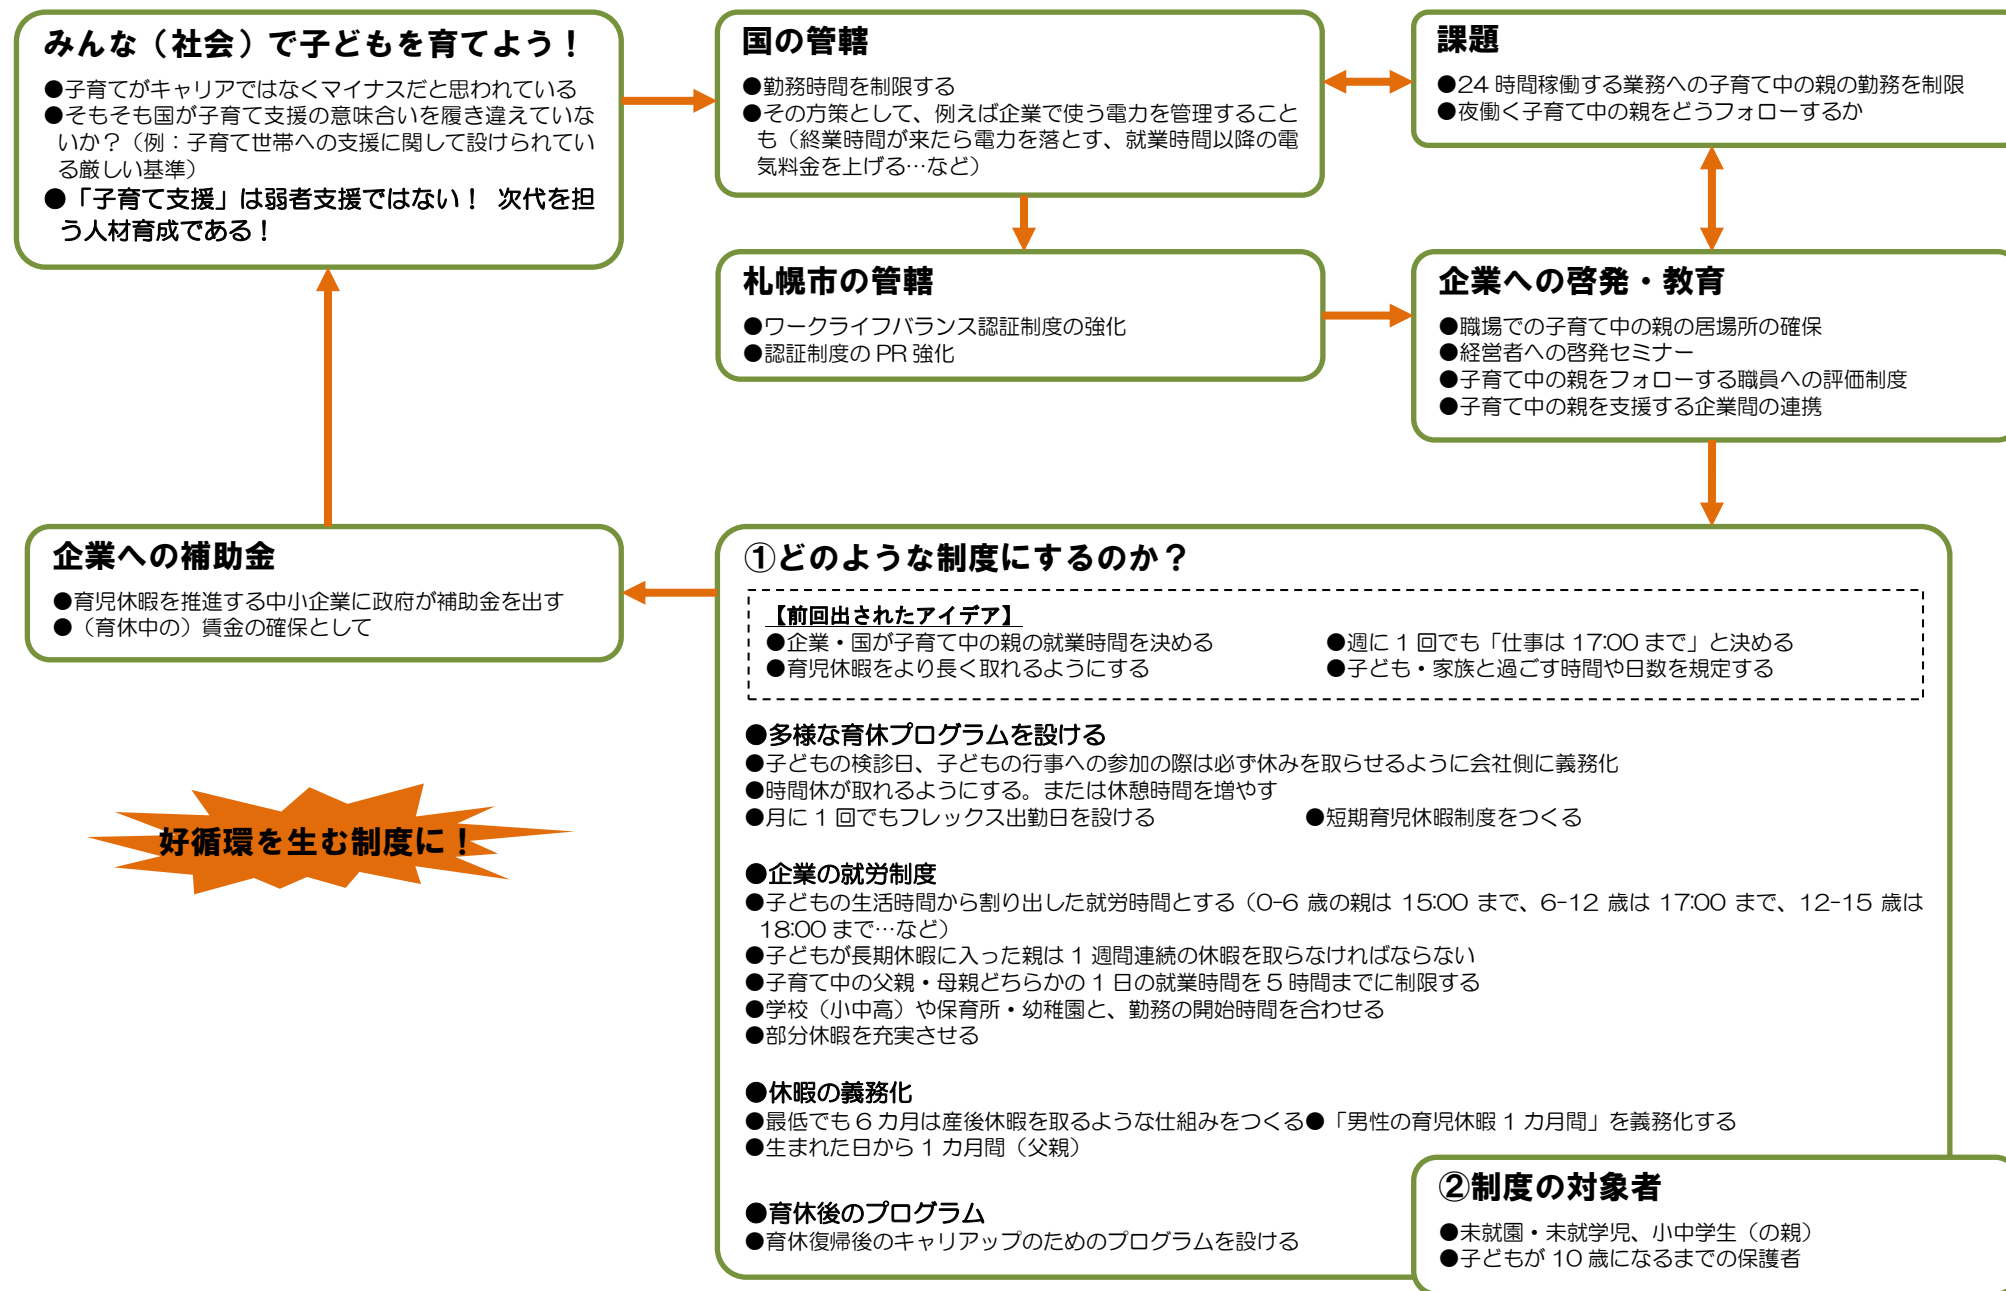 みんな（社会）で子どもを育てよう！
●子育てがキャリアではなくマイナスだと思われている
●そもそも国が子育て支援の意味合いを履き違えていな
いか？（例：子育て世帯への支援に関して設けられてい
る厳しい基準）
●「子育て支援」は弱者支援ではない！ 次代を担
う人材育成である！
国の管轄
●勤務時間を制限する
●その方策として、例えば企業で使う電力を管理すること
も（終業時間が来たら電力を落とす、就業時間以降の電
気料金を上げる…など）
課題
●24 時間稼働する業務への子育て中の親の勤務を制限
●夜働く子育て中の親をどうフォローするか
札幌市の管轄
●ワークライフバランス認証制度の強化
●認証制度の PR 強化
企業への啓発・教育
●職場での子育て中の親の居場所の確保
●経営者への啓発セミナー
●子育て中の親をフォローする職員への評価制度
●子育て中の親を支援する企業間の連携
企業への補助金
●育児休暇を推進する中小企業に政府が補助金を出す
●（育休中の）賃金の確保として
①どのような制度にするのか？
【前回出されたアイデア】
●企業・国が子育て中の親の就業時間を決める ●週に 1 回でも「仕事は 17:00 まで」と決める
●育児休暇をより長く取れるようにする ●子ども・家族と過ごす時間や日数を規定する
●多様な育休プログラムを設ける
●子どもの検診日、子どもの行事への参加の際は必ず休みを取らせるように会社側に義務化
●時間休が取れるようにする。または休憩時間を増やす
●月に 1 回でもフレックス出勤日を設ける ●短期育児休暇制度をつくる
●企業の就労制度
●子どもの生活時間から割り出した就労時間とする（0-6 歳の親は 15:00 まで、6-12 歳は 17:00 まで、12-15 歳は
18:00 まで…など）
●子どもが長期休暇に入った親は 1 週間連続の休暇を取らなければならない
●子育て中の父親・母親どちらかの 1 日の就業時間を 5 時間までに制限する
●学校（小中高）や保育所・幼稚園と、勤務の開始時間を合わせる
●部分休暇を充実させる
●休暇の義務化
●最低でも 6 カ月は産後休暇を取るような仕組みをつくる●「男性の育児休暇 1 カ月間」を義務化する
●生まれた日から 1 カ月間（父親）
●育休後のプログラム
●育休復帰後のキャリアップのためのプログラムを設ける
②制度の対象者
●未就園・未就学児、小中学生（の親）
●子どもが 10 歳になるまでの保護者
好循環を生む制度に！